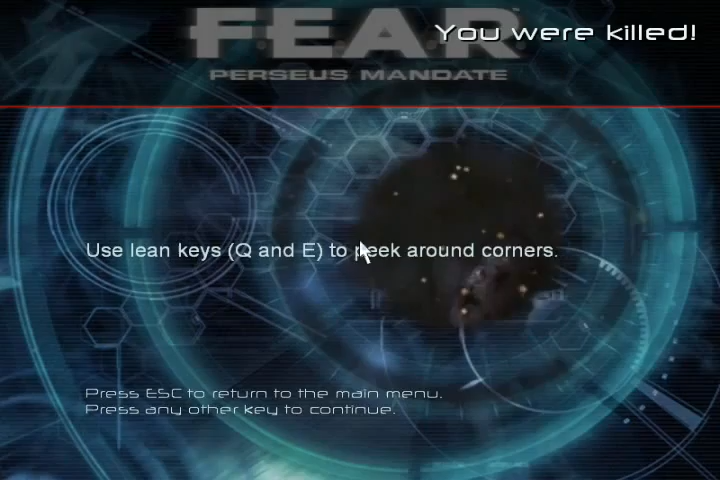 FEAR
You were killed!
PERSEUS MANDATE
Use lean keys (Q and E) to peek around corners.
Press ESC to return to the main menu.
Press any other key to continue.